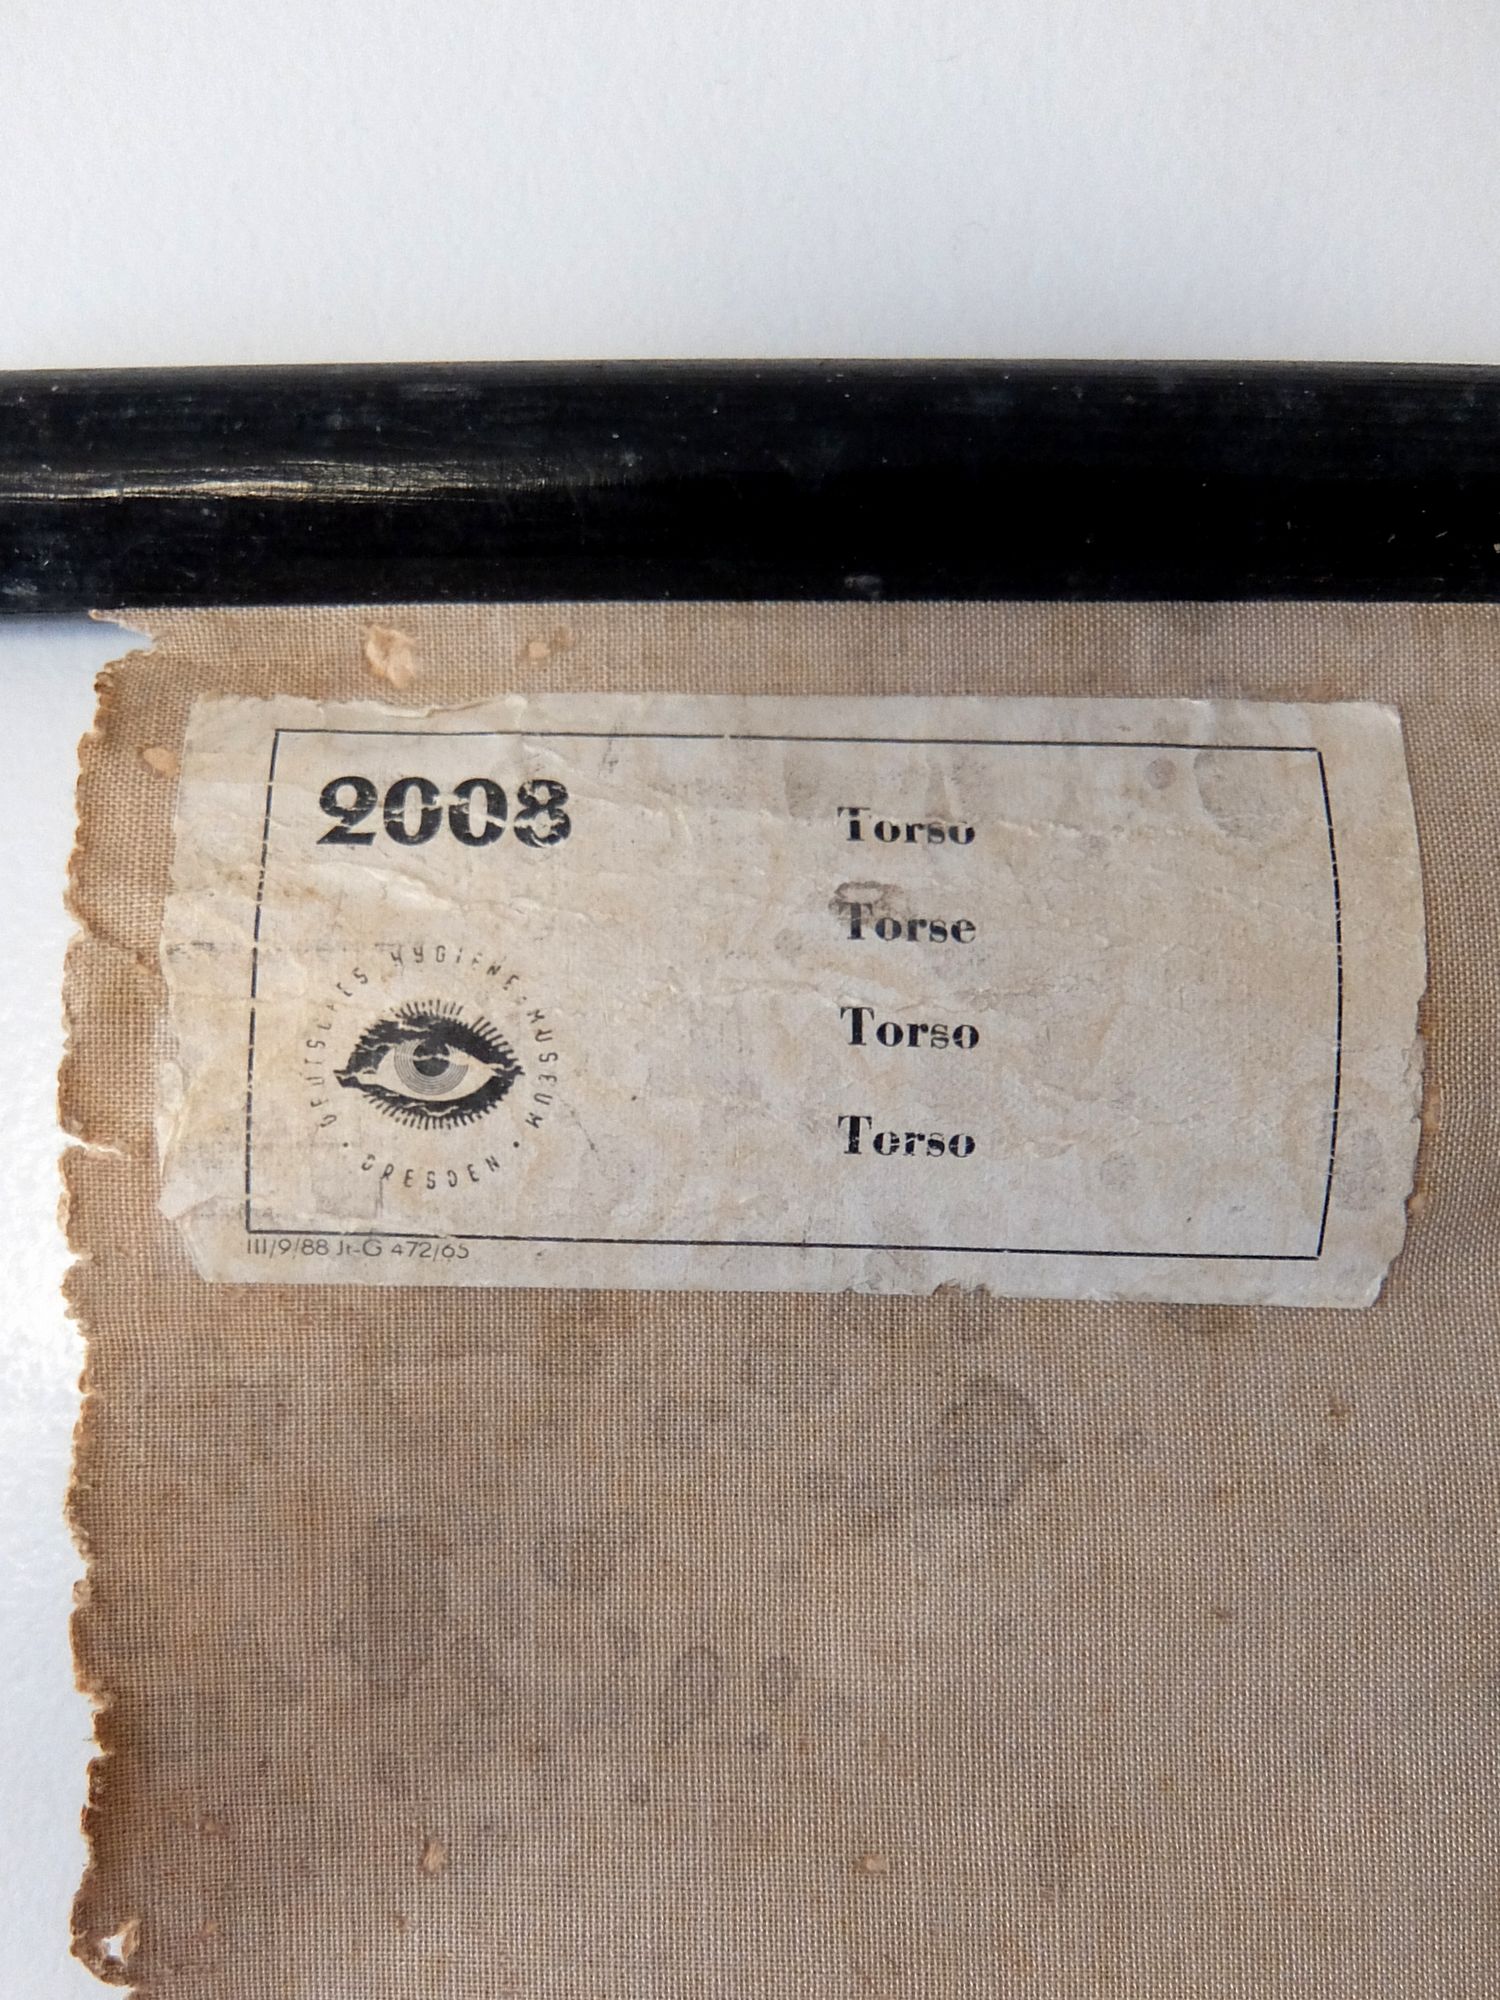 2008
Torso
Torse
Torso
Torso
DEUTSCHES HYGIENE-MUSEUM
· DRESDEN ·
III/9/88 Jt-G 472/65